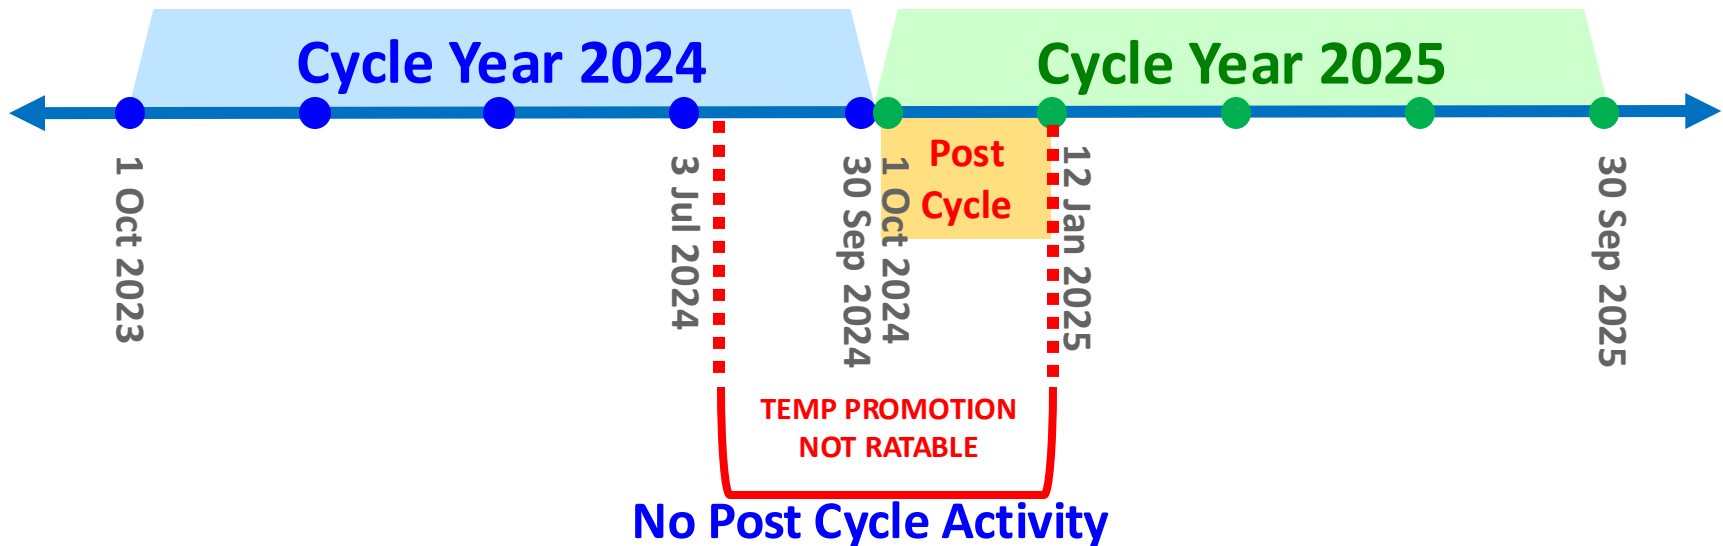 Cycle Year 2024
Cycle Year 2025
1 Oct 2023
3 Jul 2024
30 Sep 2024
1 Oct 2024
Post
Cycle
12 Jan 2025
30 Sep 2025
TEMP PROMOTION
NOT RATABLE
No Post Cycle Activity